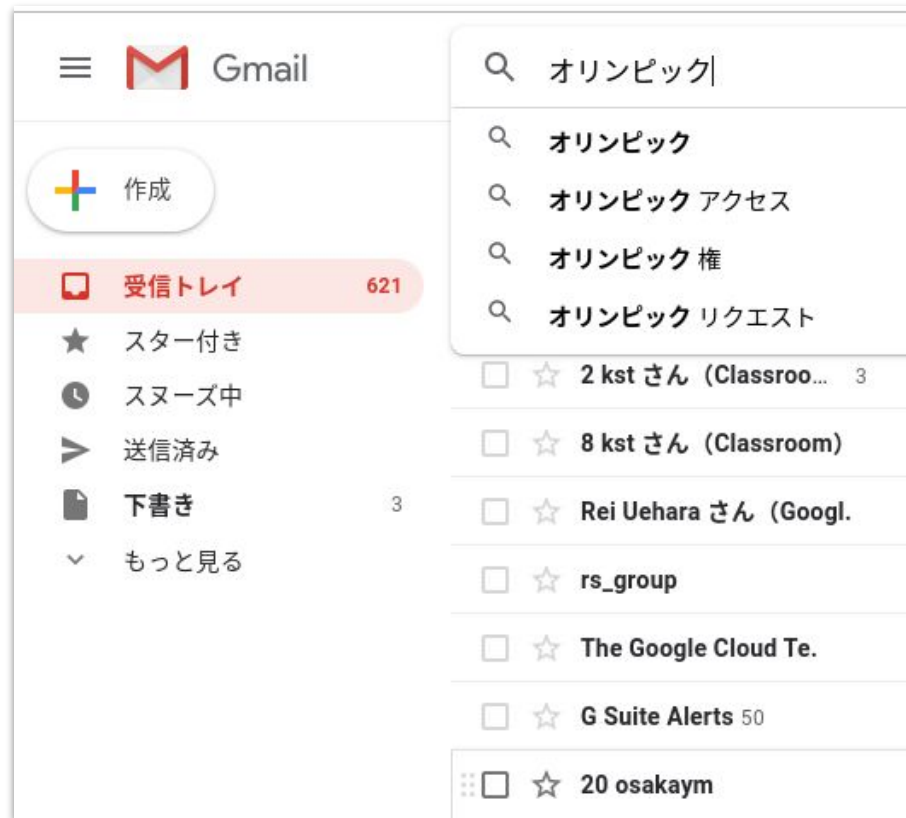 Gmail
オリンピック
オリンピック
オリンピック アクセス
オリンピック 権
オリンピック リクエスト
作成
受信トレイ 621
スター付き
スヌーズ中
送信済み
下書き 3
もっと見る
2 kst さん（Classroo... 3
8 kst さん（Classroom）
Rei Uehara さん（Googl.
rs_group
The Google Cloud Te.
G Suite Alerts 50
20 osakaym